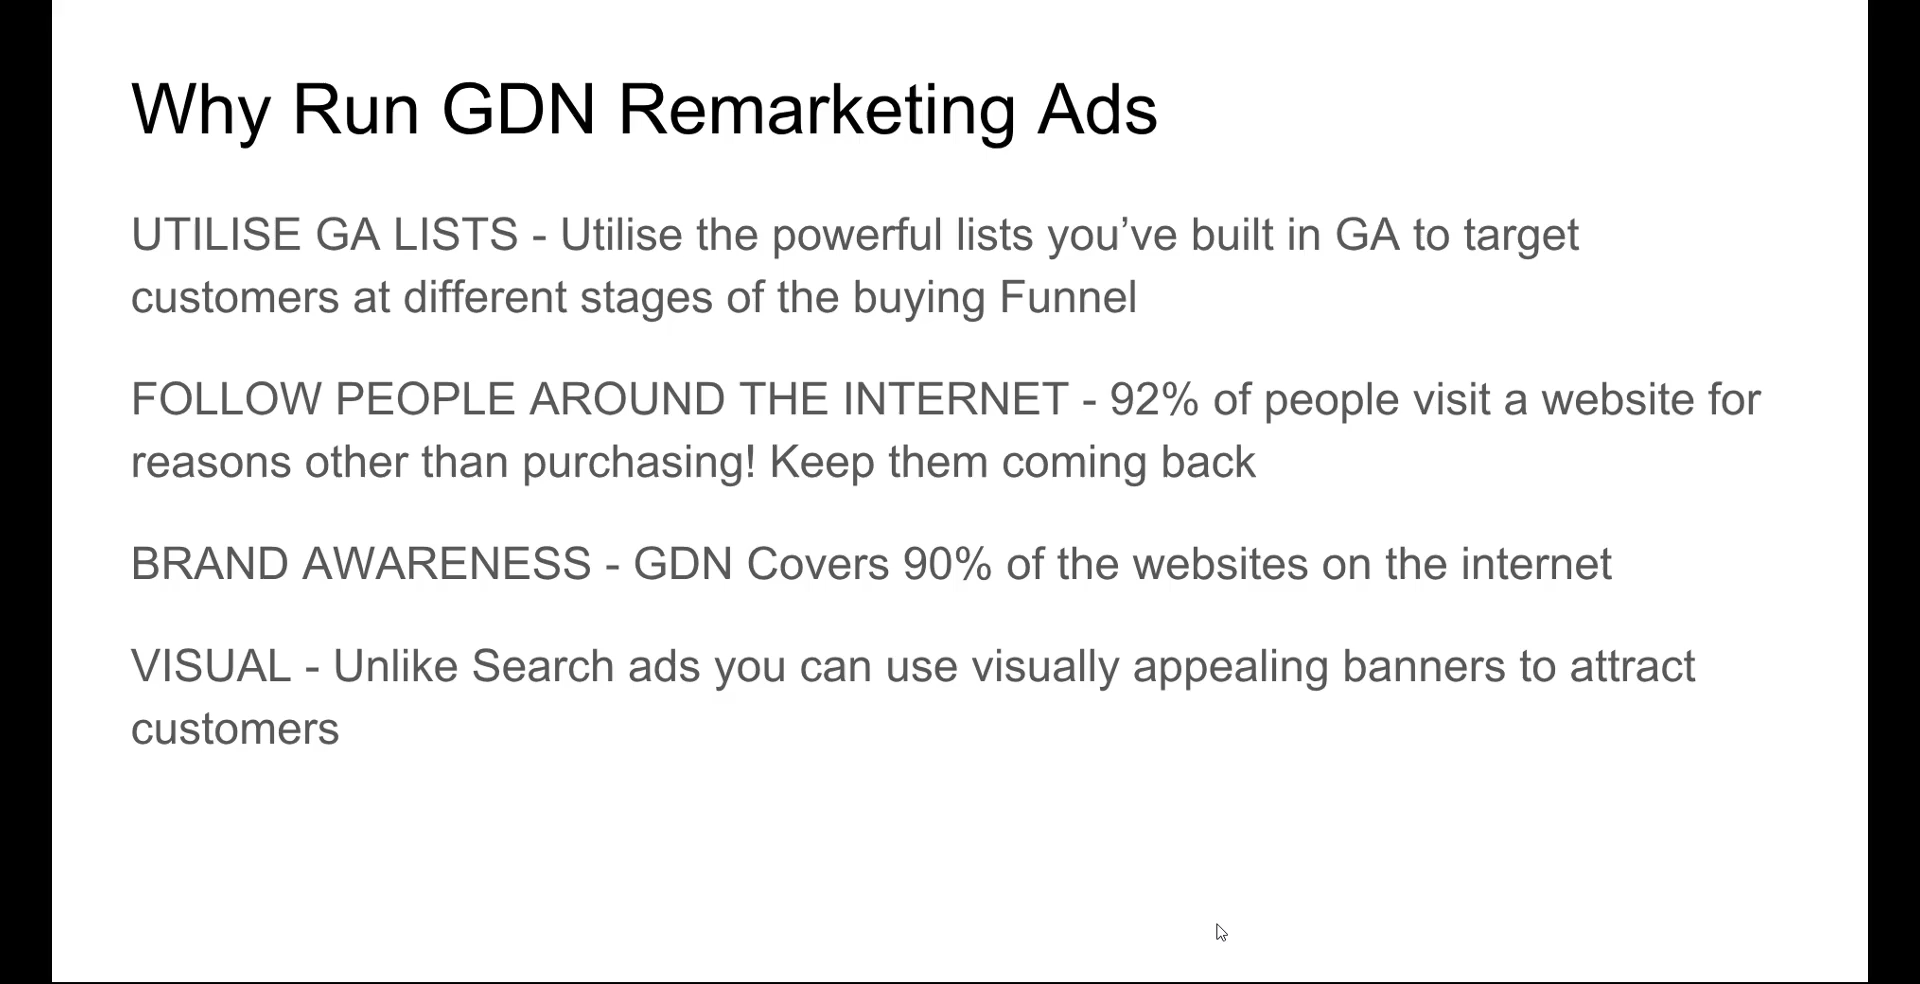 Why Run GDN Remarketing Ads
UTILISE GA LISTS - Utilise the powerful lists you’ve built in GA to target
customers at different stages of the buying Funnel
FOLLOW PEOPLE AROUND THE INTERNET - 92% of people visit a website for
reasons other than purchasing! Keep them coming back
BRAND AWARENESS - GDN Covers 90% of the websites on the internet
VISUAL - Unlike Search ads you can use visually appealing banners to attract
customers